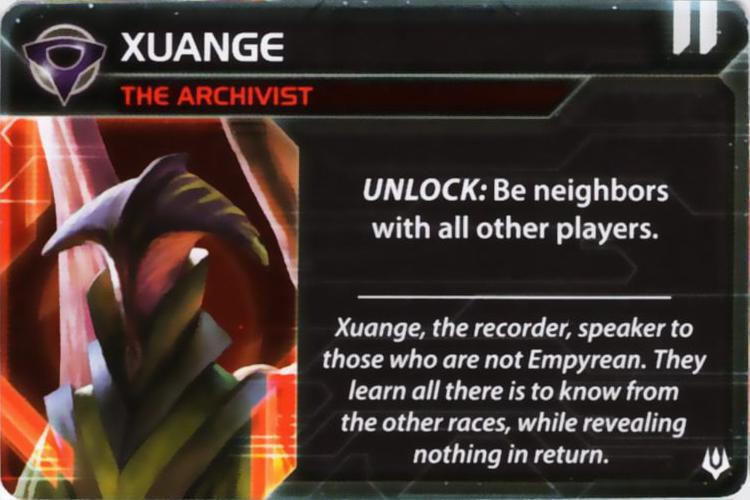 XUANGE
THE ARCHIVIST
UNLOCK: Be neighbors
with all other players.
Xuange, the recorder, speaker to
those who are not Empyrean. They
learn all there is to know from
the other races, while revealing
nothing in return.